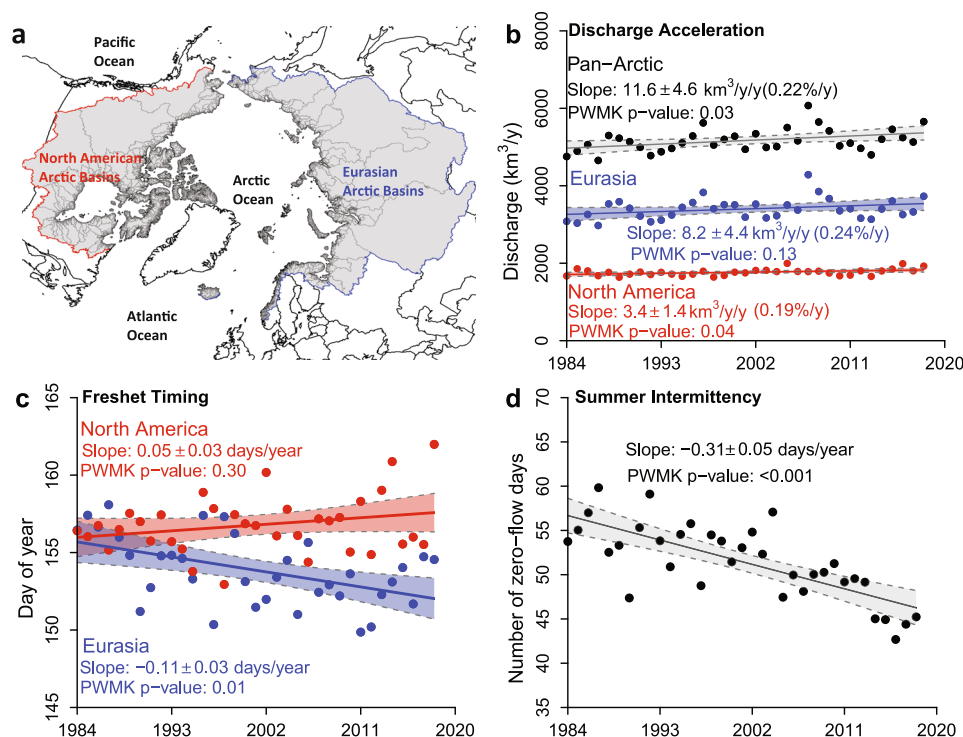 a
Pacific
Ocean
North American
Arctic Basins
Arctic
Ocean
Eurasian
Arctic Basins
Atlantic
Ocean
b
Discharge Acceleration
Discharge (km³/y)
0
2000
4000
6000
8000
Pan−Arctic
Slope: 11.6 ± 4.6 km³/y/y(0.22%/y)
PWMK p-value: 0.03
Eurasia
Slope: 8.2 ± 4.4 km³/y/y (0.24%/y)
PWMK p-value: 0.13
North America
Slope: 3.4 ± 1.4 km³/y/y (0.19%/y)
PWMK p-value: 0.04
1984 1993 2002 2011 2020
c
Freshet Timing
Day of year
145
150
155
160
165
North America
Slope: 0.05 ± 0.03 days/year
PWMK p-value: 0.30
Eurasia
Slope: −0.11 ± 0.03 days/year
PWMK p-value: 0.01
1984 1993 2002 2011 2020
d
Summer Intermittency
Number of zero−flow days
35
40
45
50
55
60
65
Slope: −0.31 ± 0.05 days/year
PWMK p-value: <0.001
1984 1993 2002 2011 2020